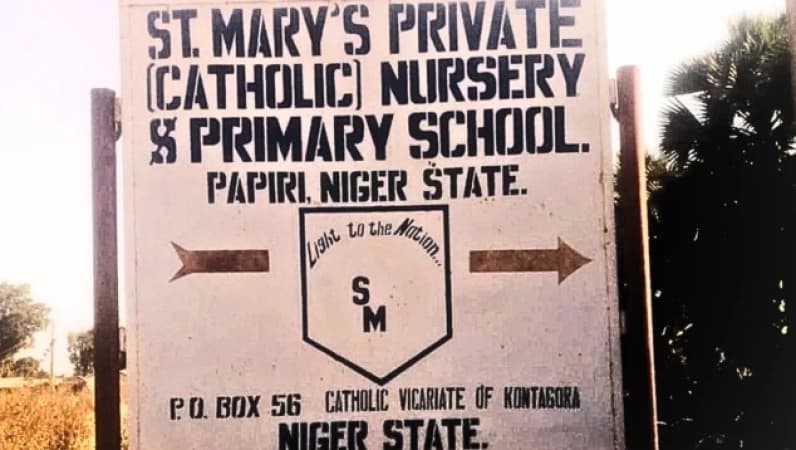 ST. MARY'S PRIVATE
(CATHOLIC) NURSERY
& PRIMARY SCHOOL.
PAPIRI, NIGER STATE.
Light to the Nation...
S
M
P.O. BOX 56 CATHOLIC VICARIATE OF KONTAGORA
NIGER STATE.